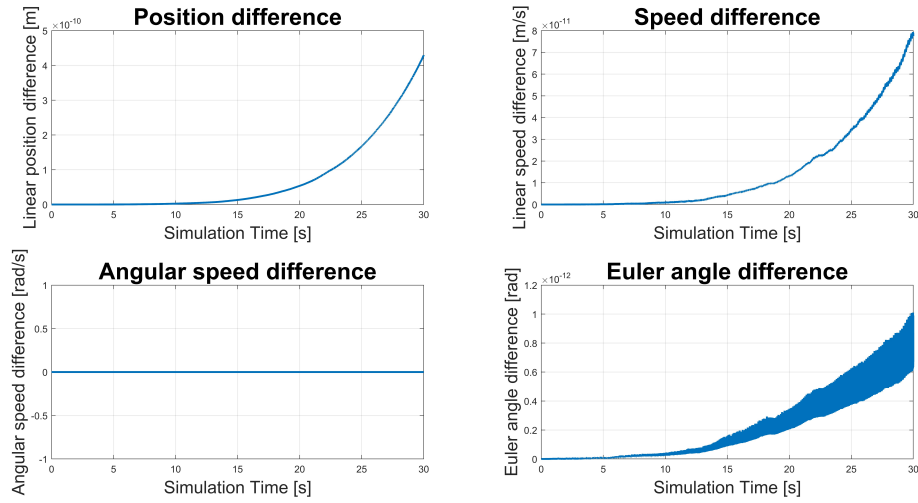 Position difference
×10⁻¹⁰
Linear position difference [m]
5
4
3
2
1
0
0 5 10 15 20 25 30
Simulation Time [s]
Speed difference
×10⁻¹¹
Linear speed difference [m/s]
8
7
6
5
4
3
2
1
0
0 5 10 15 20 25 30
Simulation Time [s]
Angular speed difference
Angular speed difference [rad/s]
1
0.5
0
-0.5
-1
0 5 10 15 20 25 30
Simulation Time [s]
Euler angle difference
×10⁻¹²
Euler angle difference [rad]
1.2
1
0.8
0.6
0.4
0.2
0
0 5 10 15 20 25 30
Simulation Time [s]